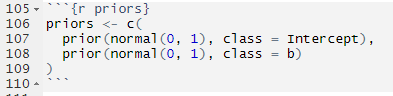 105 ```{r priors}
106 priors <- c(
107   prior(normal(0, 1), class = Intercept),
108   prior(normal(0, 1), class = b)
109 )
110 ```